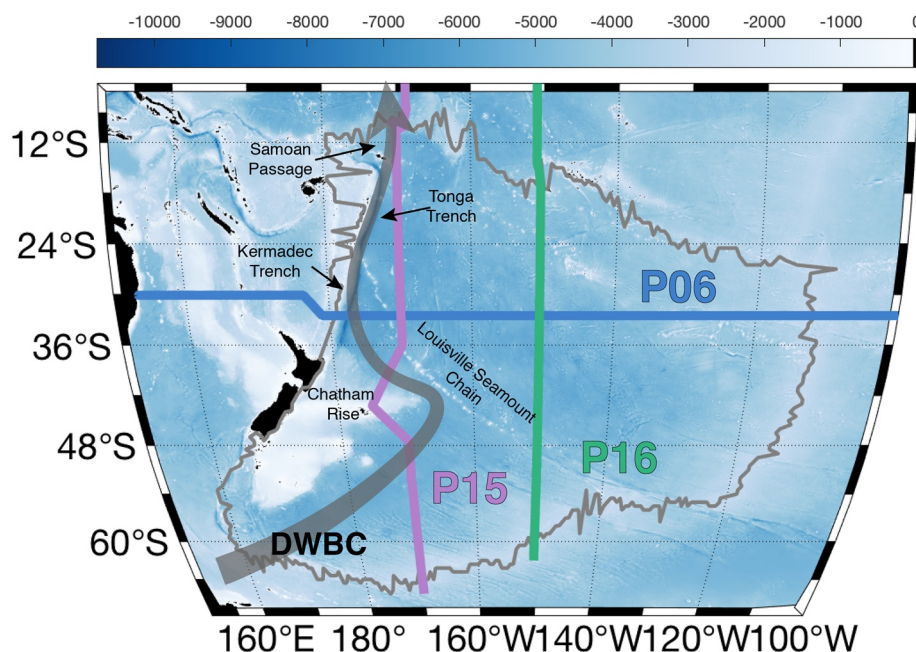 -10000 -9000 -8000 -7000 -6000 -5000 -4000 -3000 -2000 -1000 0
12°S
Samoan
Passage
Tonga
Trench
24°S
Kermadec
Trench
P06
36°S
Louisville Seamount
Chain
Chatham
Rise
48°S
P16
P15
60°S
DWBC
160°E 180° 160°W 140°W 120°W 100°W